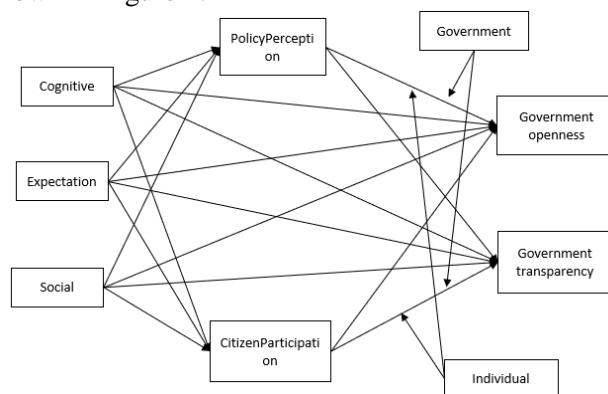 PolicyPercepti
on
Government
Cognitive
Government
openness
Expectation
Government
transparency
Social
CitizenParticipati
on
Individual